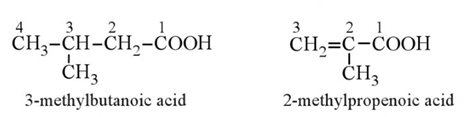 4 3 2 1
CH₃–CH–CH₂–COOH
CH₃
3-methylbutanoic acid
3 2 1
CH₂=C–COOH
CH₃
2-methylpropenoic acid